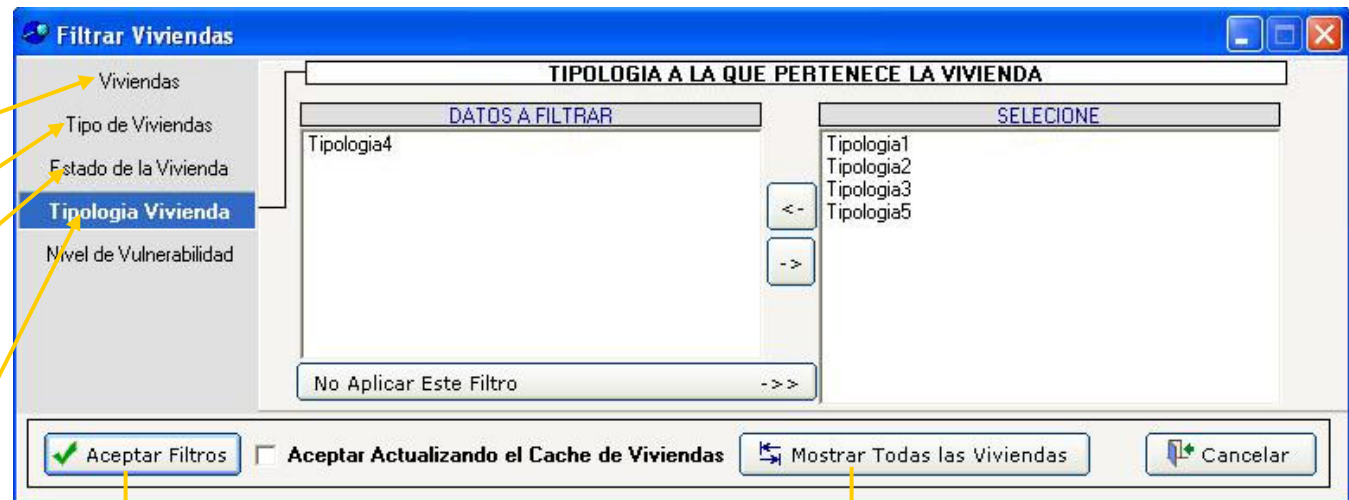 Filtrar Viviendas
Viviendas
Tipo de Viviendas
Estado de la Vivienda
Tipologia Vivienda
Nivel de Vulnerabilidad
TIPOLOGIA A LA QUE PERTENECE LA VIVIENDA
DATOS A FILTRAR
Tipologia4
<-
->
No Aplicar Este Filtro ->>
SELECIONE
Tipologia1
Tipologia2
Tipologia3
Tipologia5
Aceptar Filtros
Aceptar Actualizando el Cache de Viviendas
Mostrar Todas las Viviendas
Cancelar